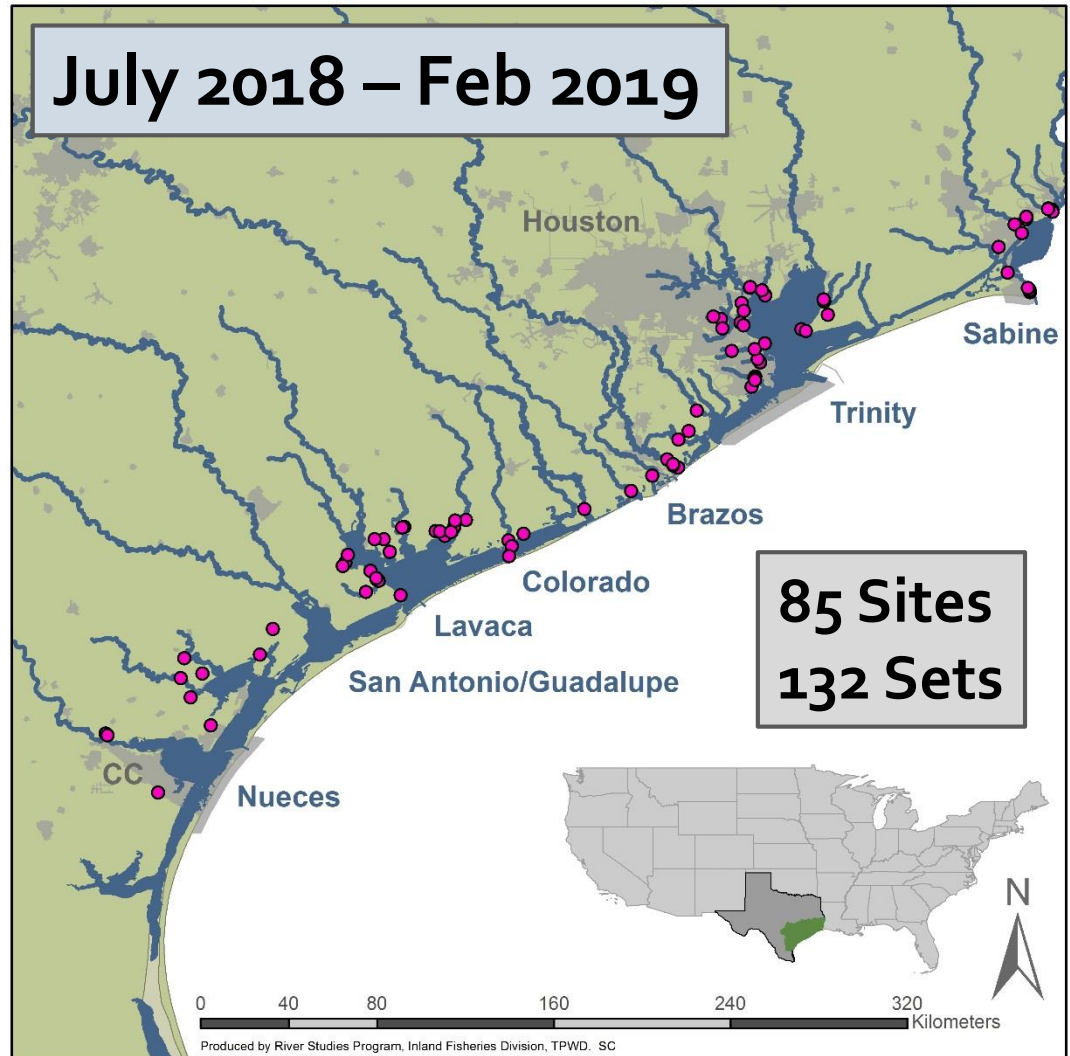 July 2018 – Feb 2019
Houston
Sabine
Trinity
Brazos
Colorado
85 Sites
132 Sets
Lavaca
San Antonio/Guadalupe
CC
Nueces
N
0 40 80 160 240 320
Kilometers
Produced by River Studies Program, Inland Fisheries Division, TPWD. SC